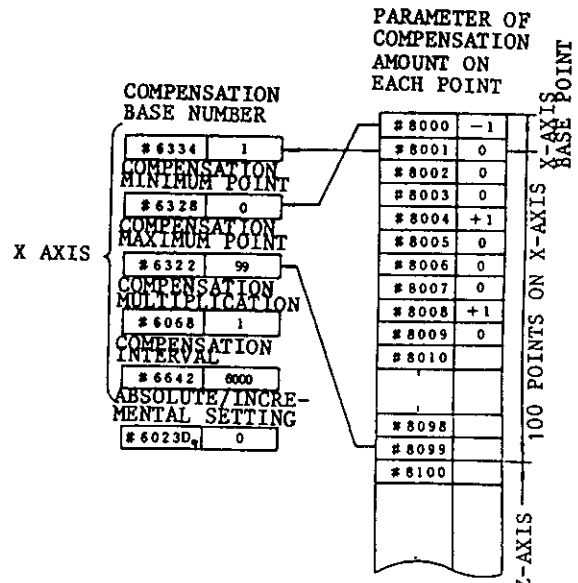 PARAMETER OF
COMPENSATION
AMOUNT ON
EACH POINT
COMPENSATION
BASE NUMBER
#6334 1
COMPENSATION
MINIMUM POINT
#6328 0
COMPENSATION
MAXIMUM POINT
#6322 99
COMPENSATION
MULTIPLICATION
#6068 1
COMPENSATION
INTERVAL
#6642 6000
ABSOLUTE/INCRE-
MENTAL SETTING
#6023D 0
X AXIS
#8000 −1
#8001 0
#8002 0
#8003 0
#8004 +1
#8005 0
#8006 0
#8007 0
#8008 +1
#8009 0
#8010
#8098
#8099
#8100
X-AXIS
BASE POINT
100 POINTS ON X-AXIS
-AXIS